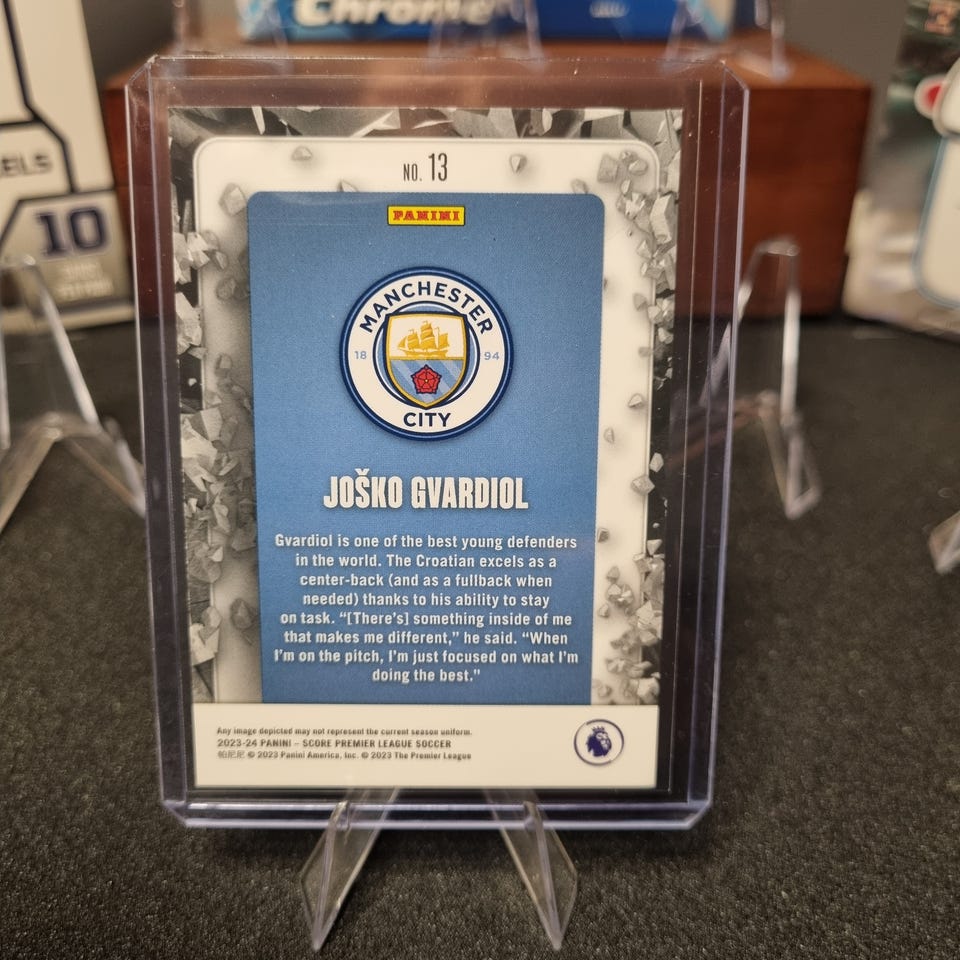 Chrome
ELS
10
NO. 13
PANINI
MANCHESTER
18 94
CITY
JOŠKO GVARDIOL
Gvardiol is one of the best young defenders
in the world. The Croatian excels as a
center-back (and as a fullback when
needed) thanks to his ability to stay
on task. “[There’s] something inside of me
that makes me different,” he said. “When
I’m on the pitch, I’m just focused on what I’m
doing the best."
Any image depicted may not represent the current season uniform.
2023-24 PANINI – SCORE PREMIER LEAGUE SOCCER
帕尼尼 © 2023 Panini America, Inc. © 2023 The Premier League